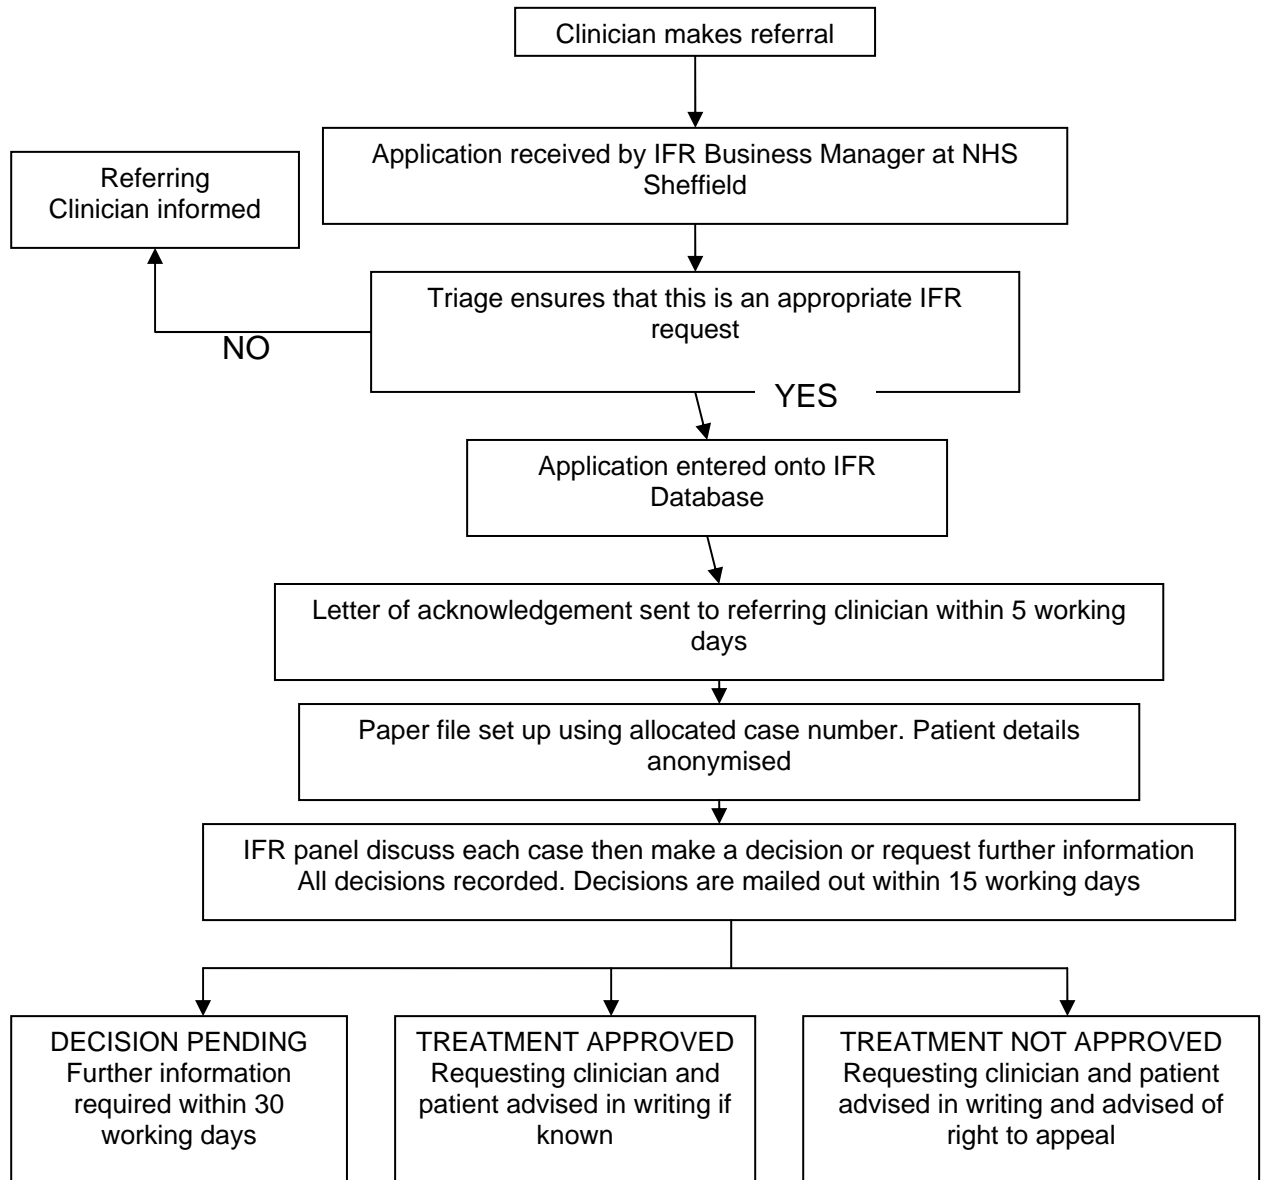 Clinician makes referral
Application received by IFR Business Manager at NHS
Sheffield
Referring
Clinician informed
Triage ensures that this is an appropriate IFR
request
NO
YES
Application entered onto IFR
Database
Letter of acknowledgement sent to referring clinician within 5 working
days
Paper file set up using allocated case number. Patient details
anonymised
IFR panel discuss each case then make a decision or request further information
All decisions recorded. Decisions are mailed out within 15 working days
DECISION PENDING
Further information
required within 30
working days
TREATMENT APPROVED
Requesting clinician and
patient advised in writing if
known
TREATMENT NOT APPROVED
Requesting clinician and patient
advised in writing and advised of
right to appeal